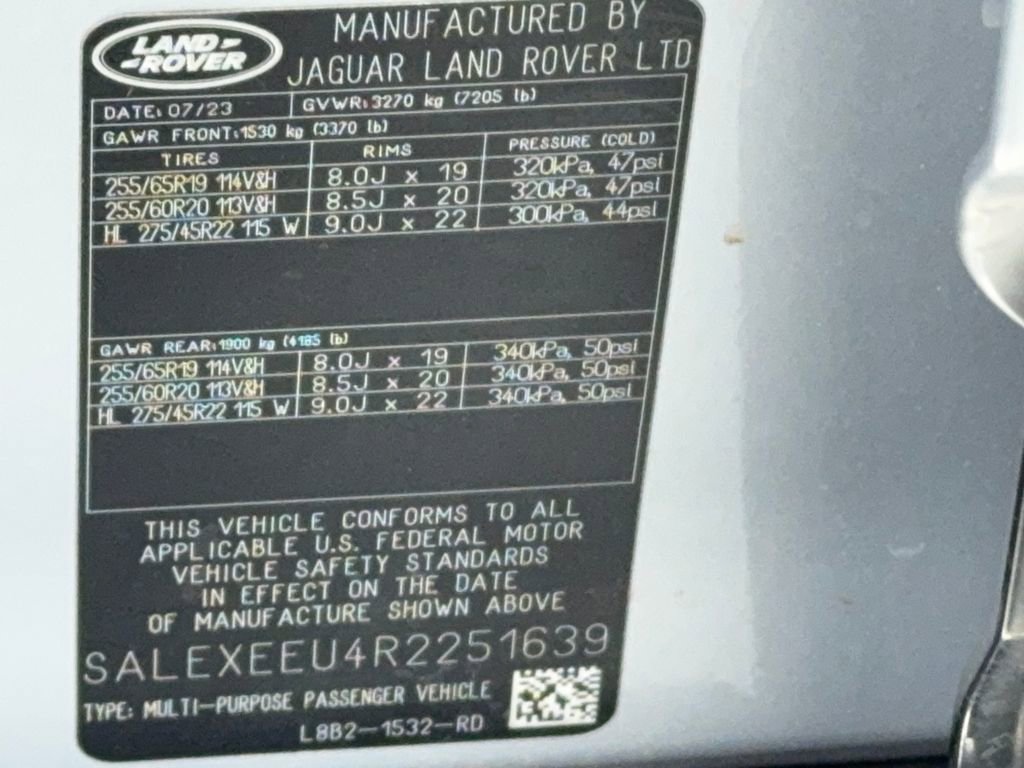 LAND-
-ROVER
MANUFACTURED BY
JAGUAR LAND ROVER LTD
DATE: 07/23 GVWR: 3270 kg (7205 lb)
GAWR FRONT: 1530 kg (3370 lb)
TIRES RIMS PRESSURE (COLD)
255/65R19 114V&H 8.0J x 19 320kPa, 47psi
255/60R20 113V&H 8.5J x 20 320kPa, 47psi
HL 275/45R22 115 W 9.0J x 22 300kPa, 44psi
GAWR REAR: 1900 kg (4185 lb)
255/65R19 114V&H 8.0J x 19 340kPa, 50psi
255/60R20 113V&H 8.5J x 20 340kPa, 50psi
HL 275/45R22 115 W 9.0J x 22 340kPa, 50psi
THIS VEHICLE CONFORMS TO ALL
APPLICABLE U.S. FEDERAL MOTOR
VEHICLE SAFETY STANDARDS
IN EFFECT ON THE DATE
OF MANUFACTURE SHOWN ABOVE
SALEXEEU4R2251639
TYPE: MULTI-PURPOSE PASSENGER VEHICLE
L8B2-1532-RD